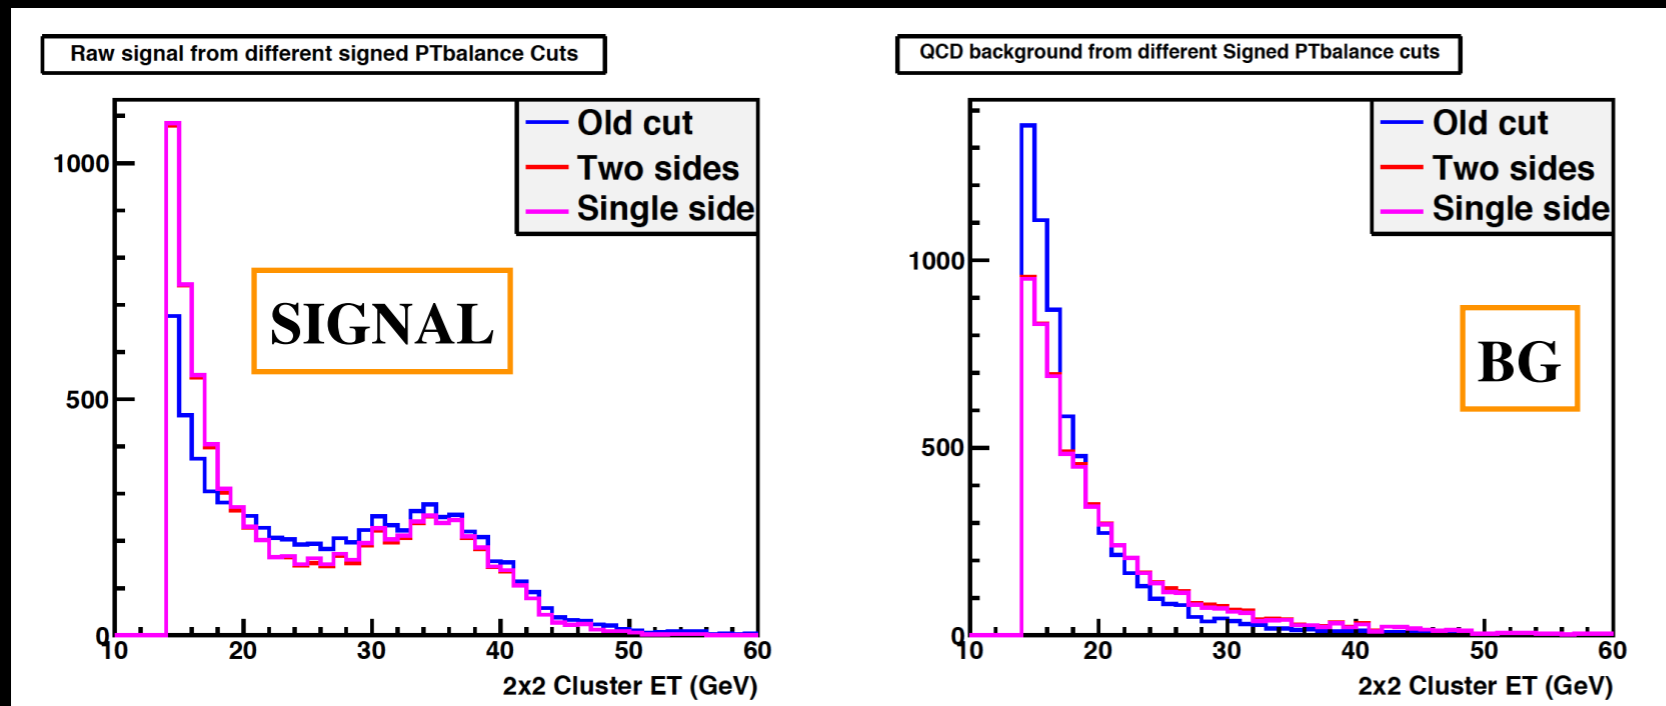 Raw signal from different signed PTbalance Cuts
Old cut
Two sides
Single side
SIGNAL
1000
500
0
10 20 30 40 50 60
2x2 Cluster ET (GeV)
QCD background from different Signed PTbalance cuts
Old cut
Two sides
Single side
BG
1000
500
0
10 20 30 40 50 60
2x2 Cluster ET (GeV)